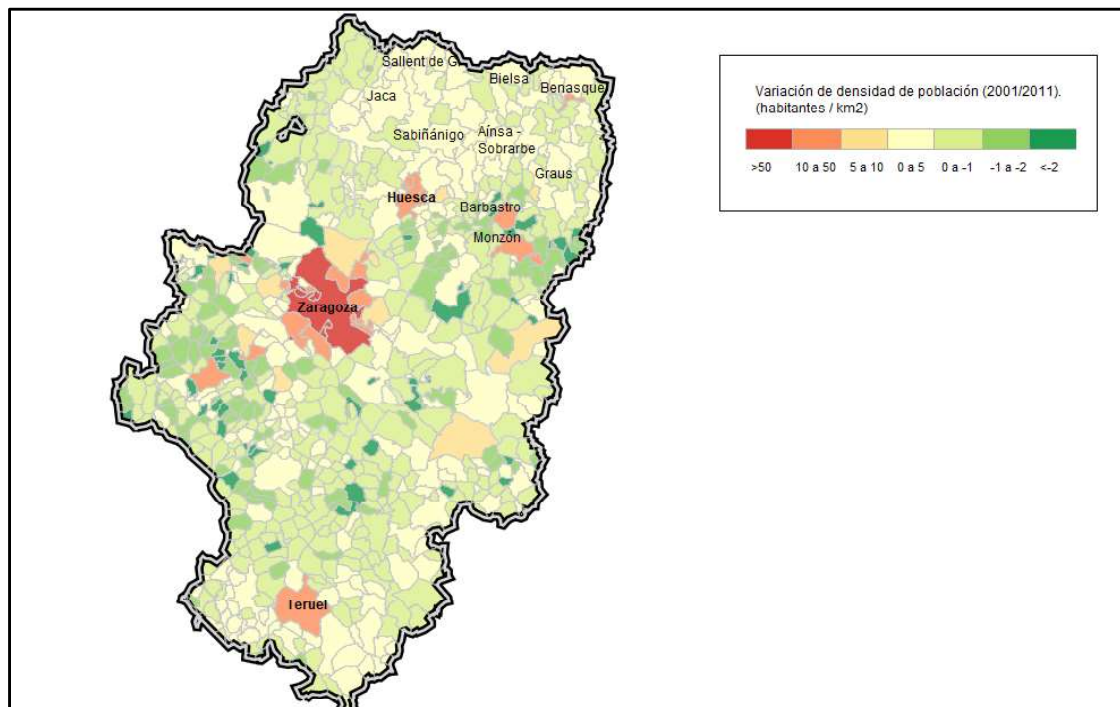 Sallent de G.
Bielsa
Benasque
Jaca
Sabiñánigo
Aínsa -
Sobrarbe
Graus
Huesca
Barbastro
Monzón
Zaragoza
Teruel
Variación de densidad de población (2001/2011).
(habitantes / km2)
>50 10 a 50 5 a 10 0 a 5 0 a -1 -1 a -2 <-2